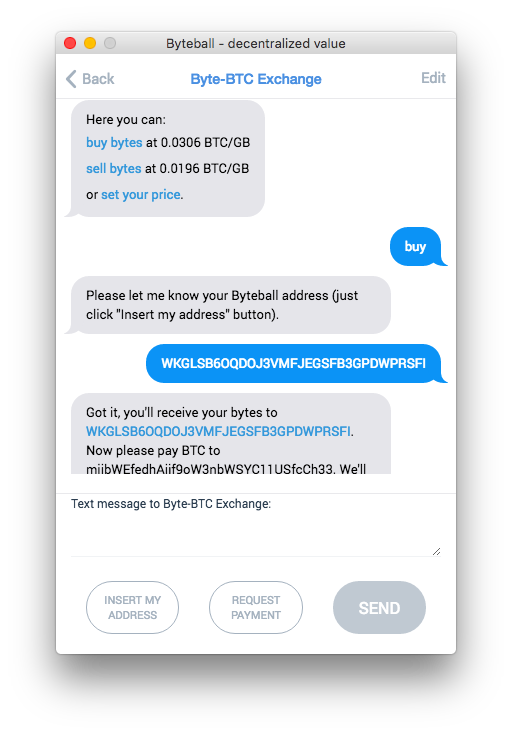 Byteball - decentralized value
Back
Byte-BTC Exchange
Edit
Here you can:
buy bytes at 0.0306 BTC/GB
sell bytes at 0.0196 BTC/GB
or set your price.
buy
Please let me know your Byteball address (just
click "Insert my address" button).
WKGLSB6OQDOJ3VMFJEGSFB3GPDWPRSFI
Got it, you'll receive your bytes to
WKGLSB6OQDOJ3VMFJEGSFB3GPDWPRSFI.
Now please pay BTC to
miibWEfedhAiif9oW3nbWSYC11USfcCh33. We'll
Text message to Byte-BTC Exchange:
INSERT MY
ADDRESS
REQUEST
PAYMENT
SEND